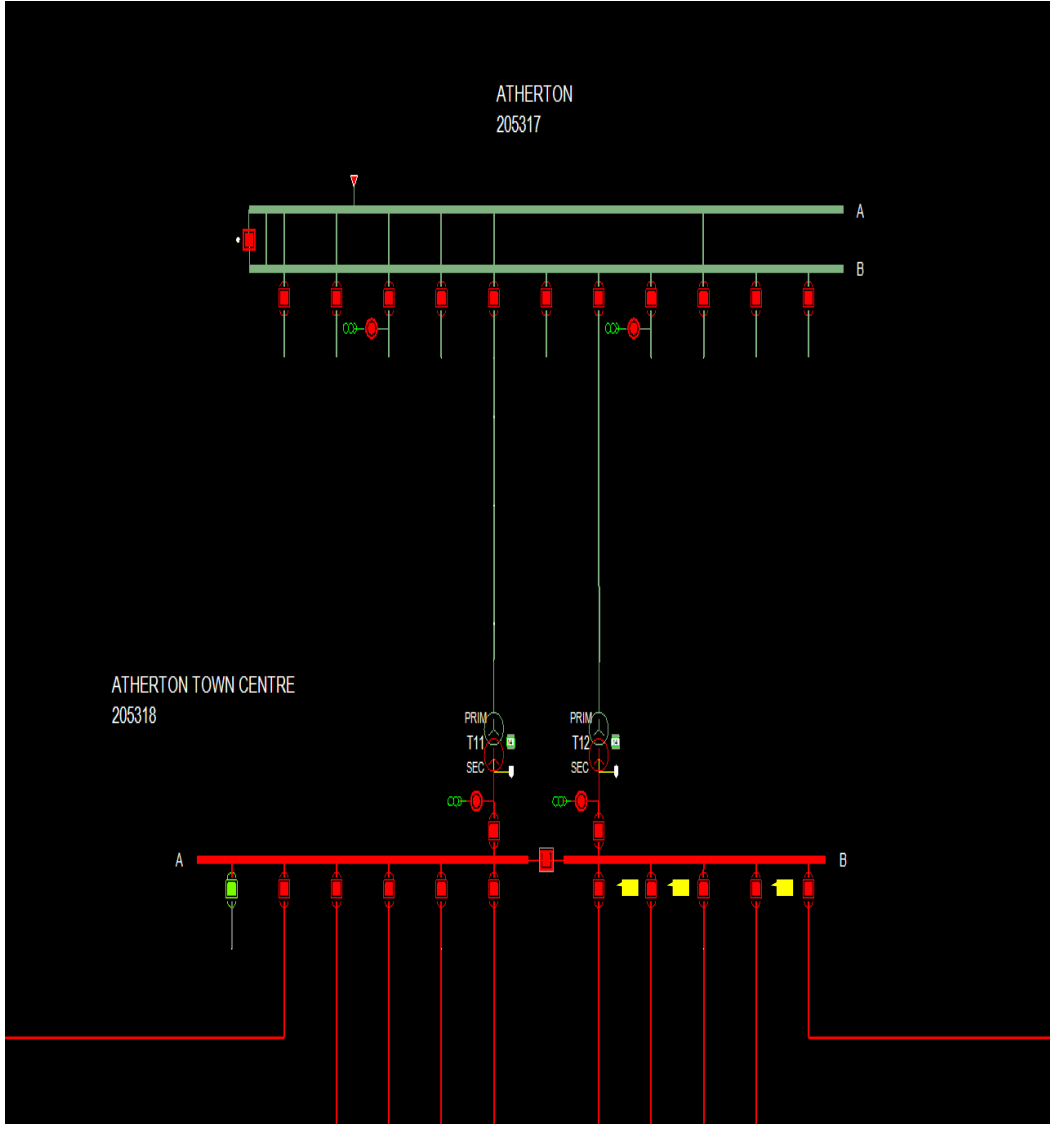 ATHERTON
205317
A
B
ATHERTON TOWN CENTRE
205318
PRIM
PRIM
T11
T12
SEC
SEC
A
B